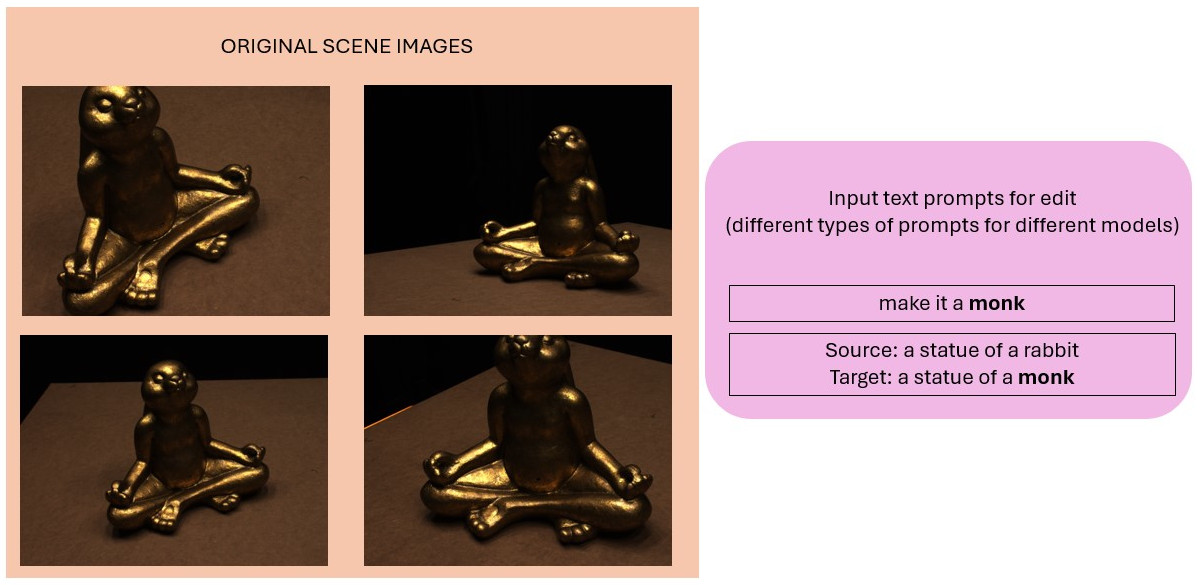 ORIGINAL SCENE IMAGES
Input text prompts for edit
(different types of prompts for different models)
make it a monk
Source: a statue of a rabbit
Target: a statue of a monk